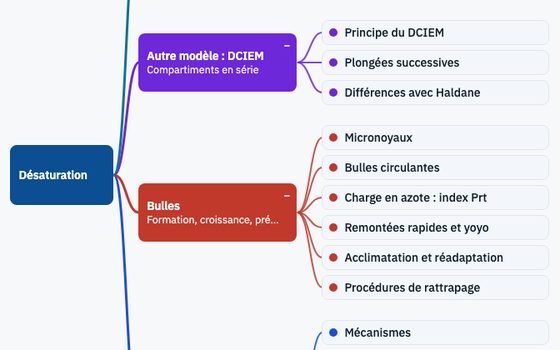 Désaturation
Autre modèle : DCIEM
Compartiments en série
Principe du DCIEM
Plongées successives
Différences avec Haldane
Bulles
Formation, croissance, pré...
Micronoyaux
Bulles circulantes
Charge en azote : index Prt
Remontées rapides et yoyo
Acclimatation et réadaptation
Procédures de rattrapage
Mécanismes